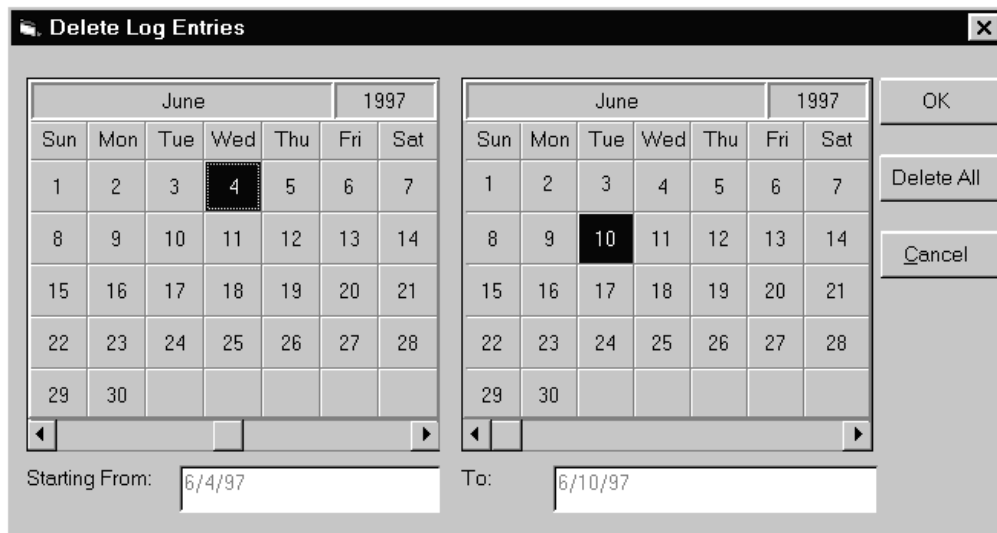 Delete Log Entries
June 1997
Sun Mon Tue Wed Thu Fri Sat
1 2 3 4 5 6 7
8 9 10 11 12 13 14
15 16 17 18 19 20 21
22 23 24 25 26 27 28
29 30
Starting From: 6/4/97
June 1997
Sun Mon Tue Wed Thu Fri Sat
1 2 3 4 5 6 7
8 9 10 11 12 13 14
15 16 17 18 19 20 21
22 23 24 25 26 27 28
29 30
To: 6/10/97
OK
Delete All
Cancel